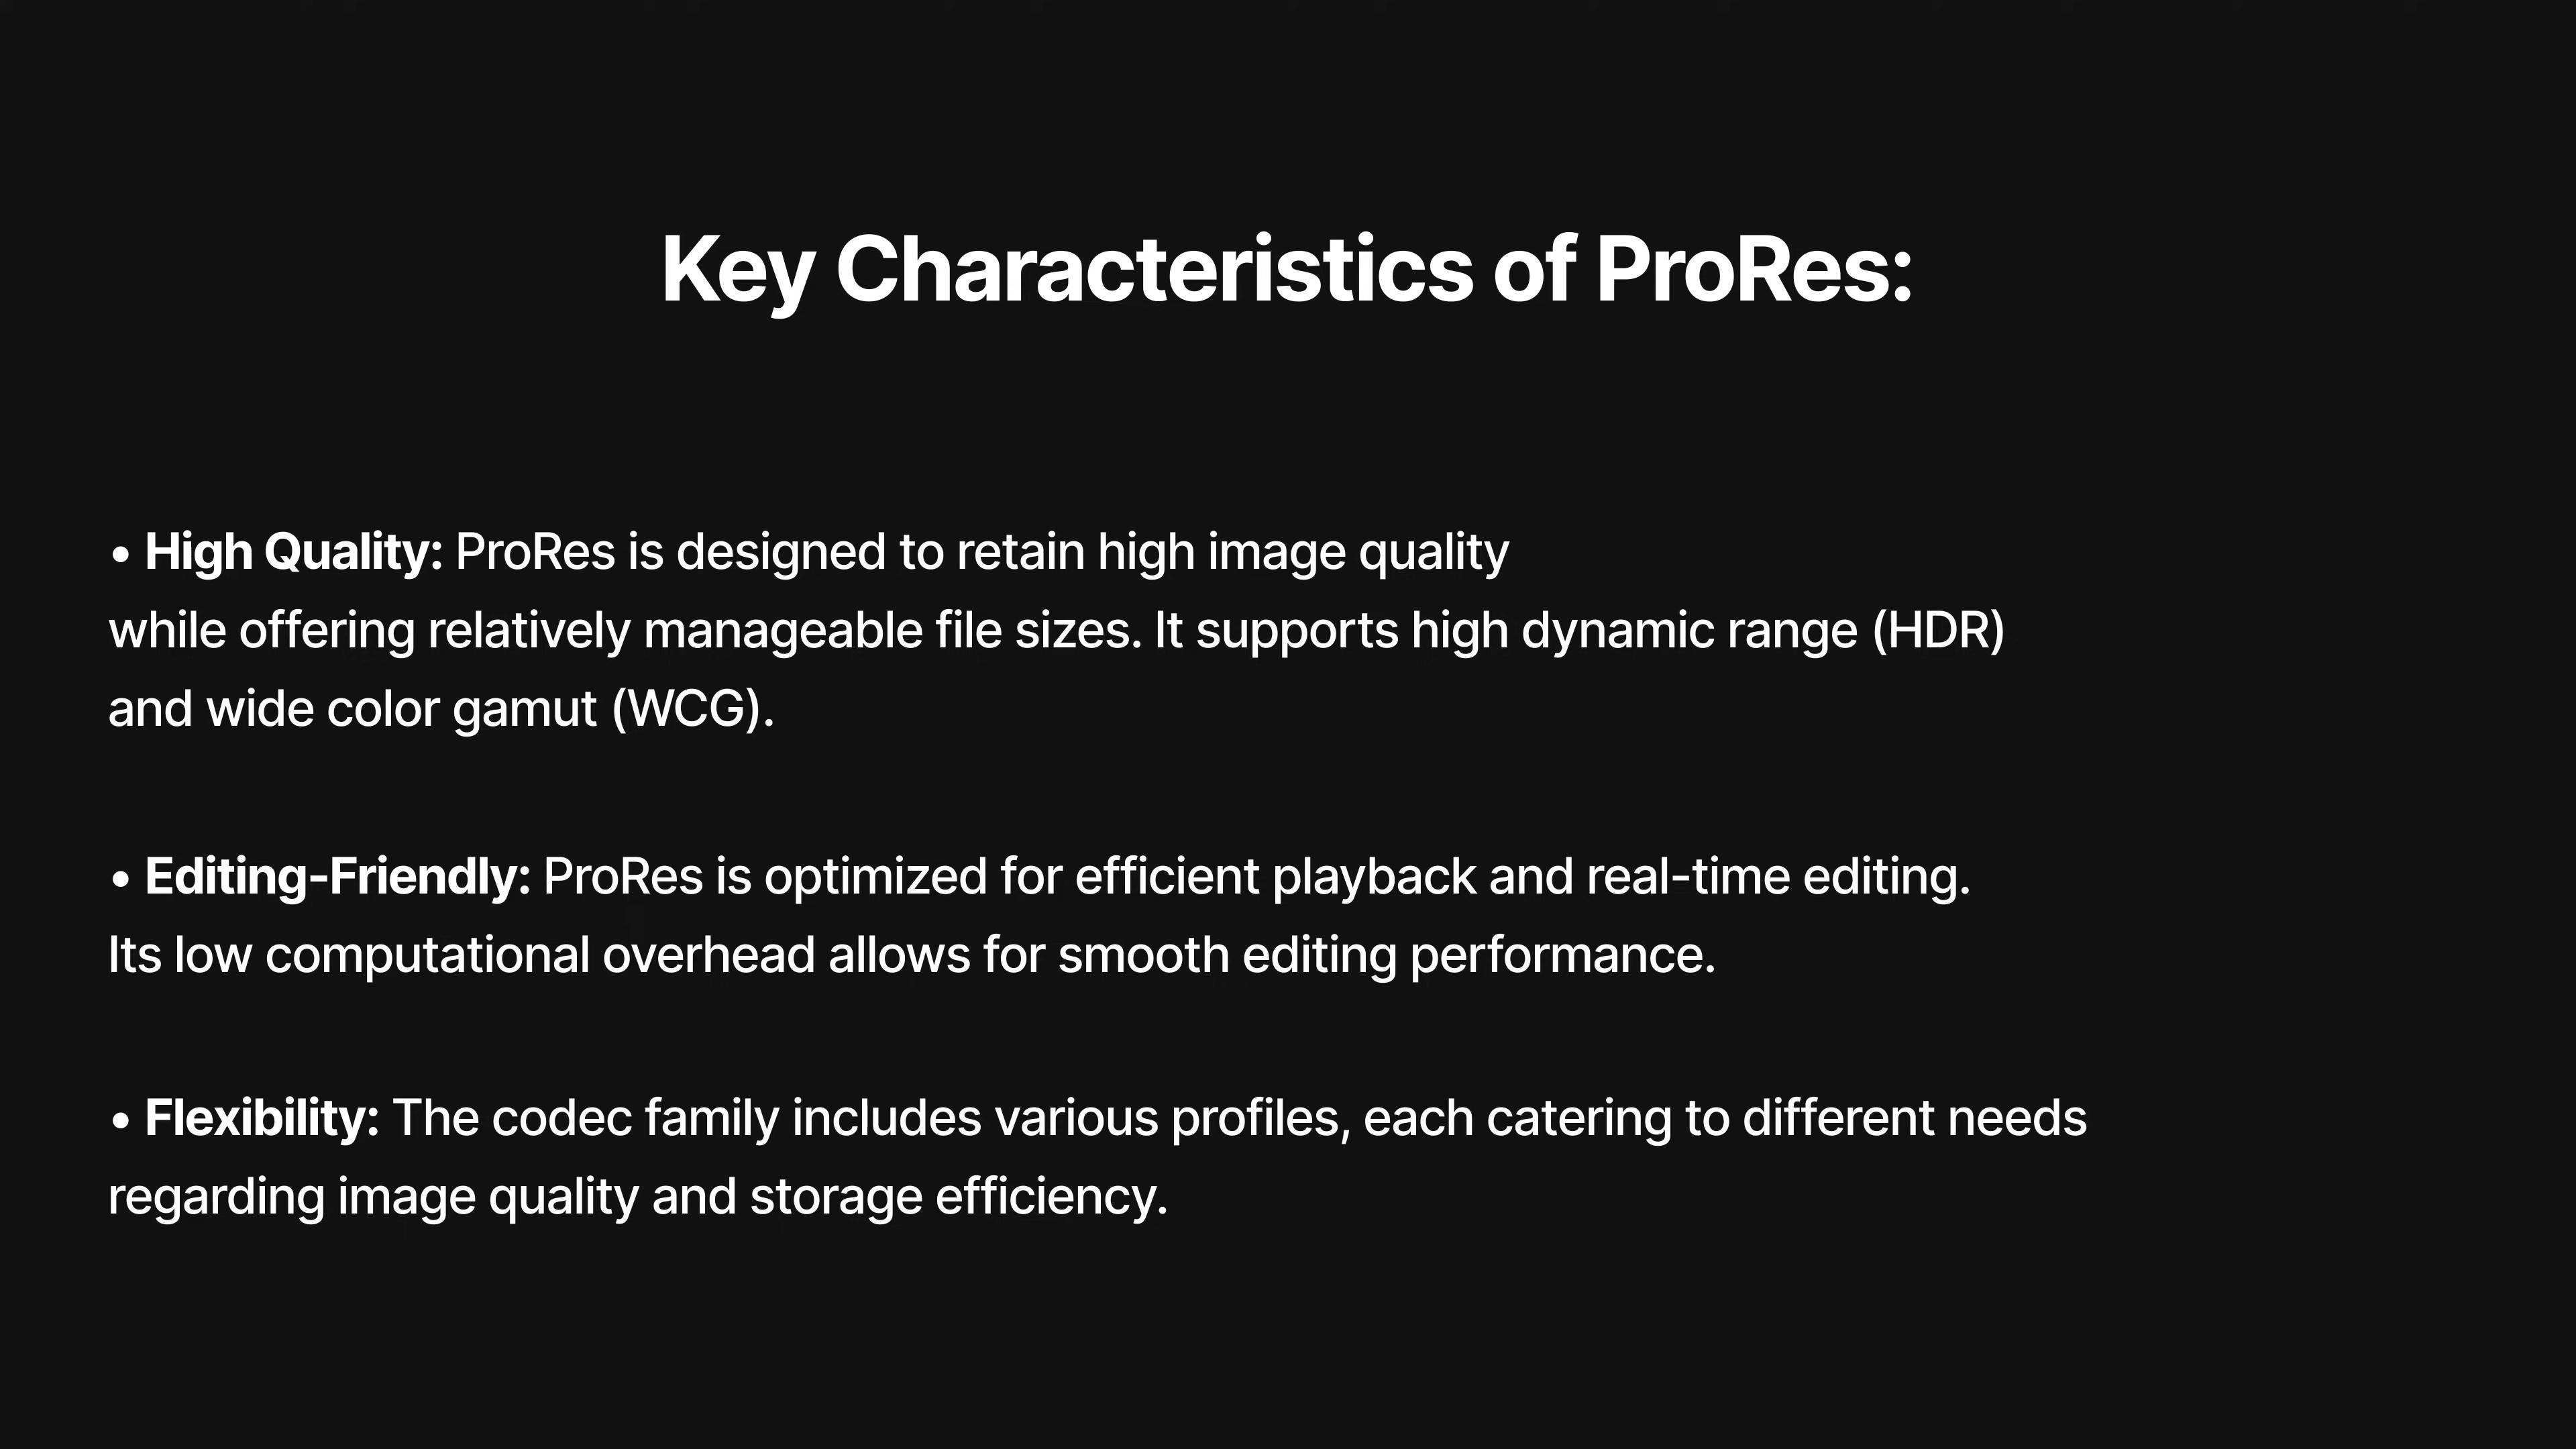 Key Characteristics of ProRes:
• High Quality: ProRes is designed to retain high image quality
while offering relatively manageable file sizes. It supports high dynamic range (HDR)
and wide color gamut (WCG).
• Editing-Friendly: ProRes is optimized for efficient playback and real-time editing.
Its low computational overhead allows for smooth editing performance.
• Flexibility: The codec family includes various profiles, each catering to different needs
regarding image quality and storage efficiency.